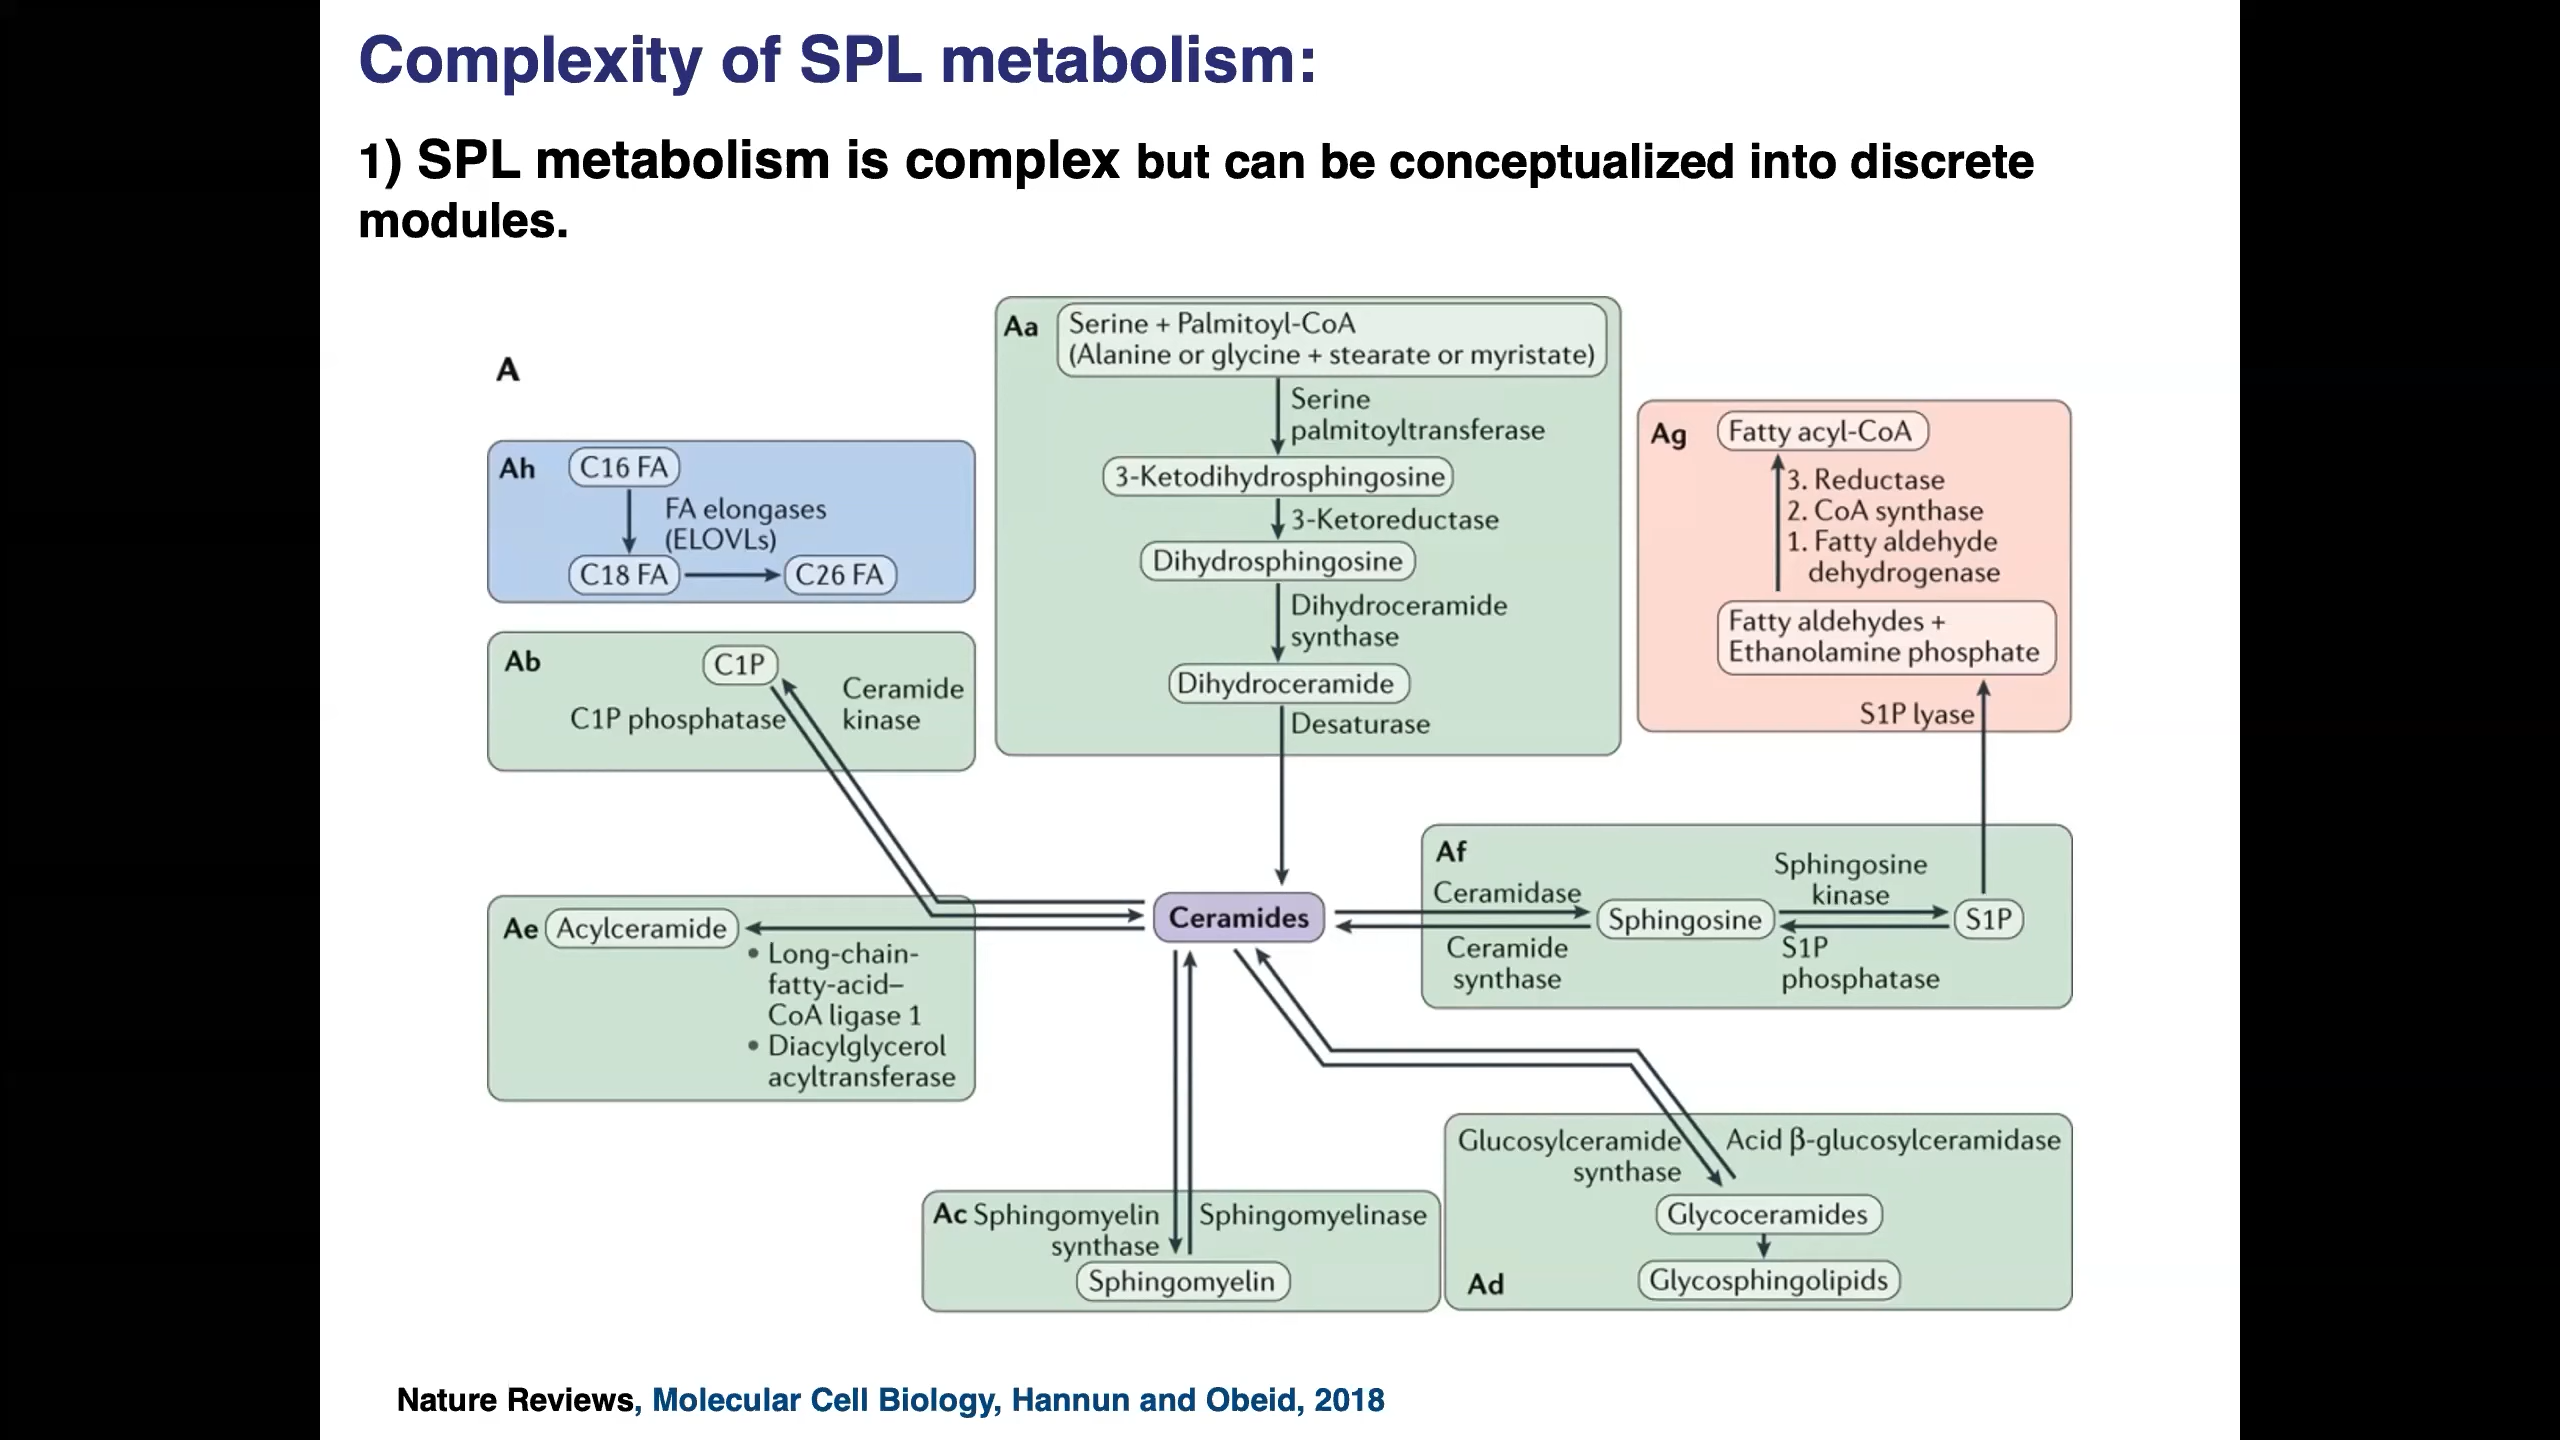 Complexity of SPL metabolism:
1) SPL metabolism is complex but can be conceptualized into discrete
modules.
A
Aa
Serine + Palmitoyl-CoA
(Alanine or glycine + stearate or myristate)
Serine
palmitoyltransferase
3-Ketodihydrosphingosine
3-Ketoreductase
Dihydrosphingosine
Dihydroceramide
synthase
Dihydroceramide
Desaturase
Ah
C16 FA
FA elongases
(ELOVLs)
C18 FA
C26 FA
Ab
C1P
C1P phosphatase
Ceramide
kinase
Ag
Fatty acyl-CoA
3. Reductase
2. CoA synthase
1. Fatty aldehyde
dehydrogenase
Fatty aldehydes +
Ethanolamine phosphate
S1P lyase
Ae
Acylceramide
• Long-chain-
fatty-acid–
CoA ligase 1
• Diacylglycerol
acyltransferase
Ceramides
Af
Ceramidase
Ceramide
synthase
Sphingosine
Sphingosine
kinase
S1P
phosphatase
S1P
Ac
Sphingomyelin
synthase
Sphingomyelinase
Sphingomyelin
Glucosylceramide
synthase
Acid β-glucosylceramidase
Glycoceramides
Glycosphingolipids
Ad
Nature Reviews, Molecular Cell Biology, Hannun and Obeid, 2018